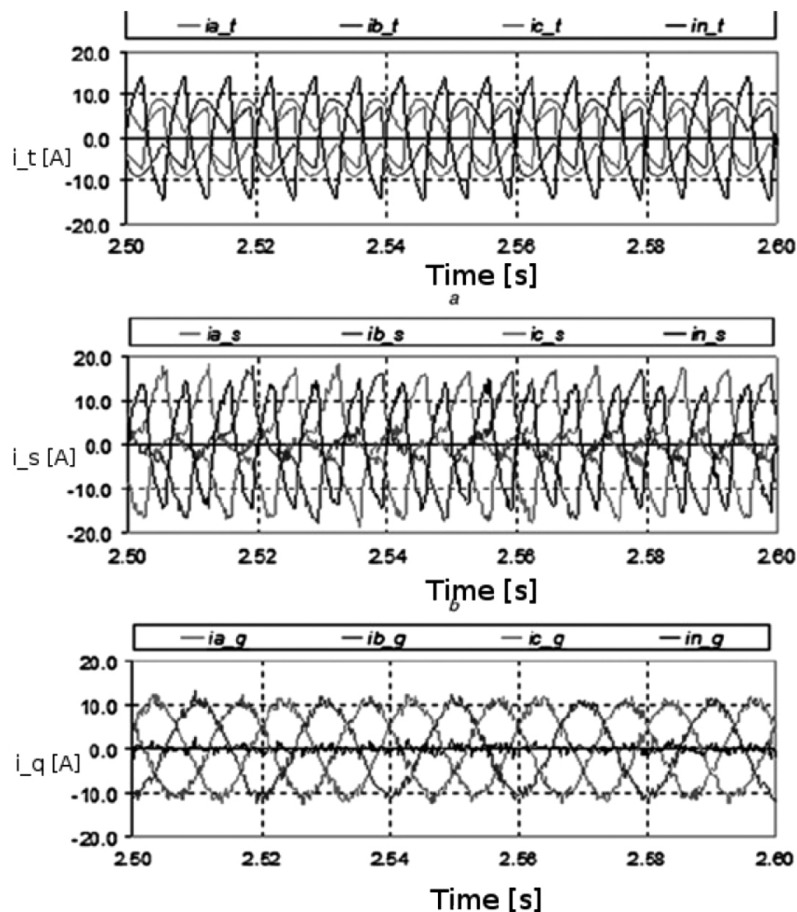 ia_t ib_t ic_t in_t
20.0
10.0
0.0
i_t [A]
-10.0
-20.0
2.50 2.52 2.54 2.56 2.58 2.60
Time [s]
a
ia_s ib_s ic_s in_s
20.0
10.0
0.0
i_s [A]
-10.0
-20.0
2.50 2.52 2.54 2.56 2.58 2.60
Time [s]
b
ia_g ib_g ic_g in_g
20.0
10.0
0.0
i_q [A]
-10.0
-20.0
2.50 2.52 2.54 2.56 2.58 2.60
Time [s]